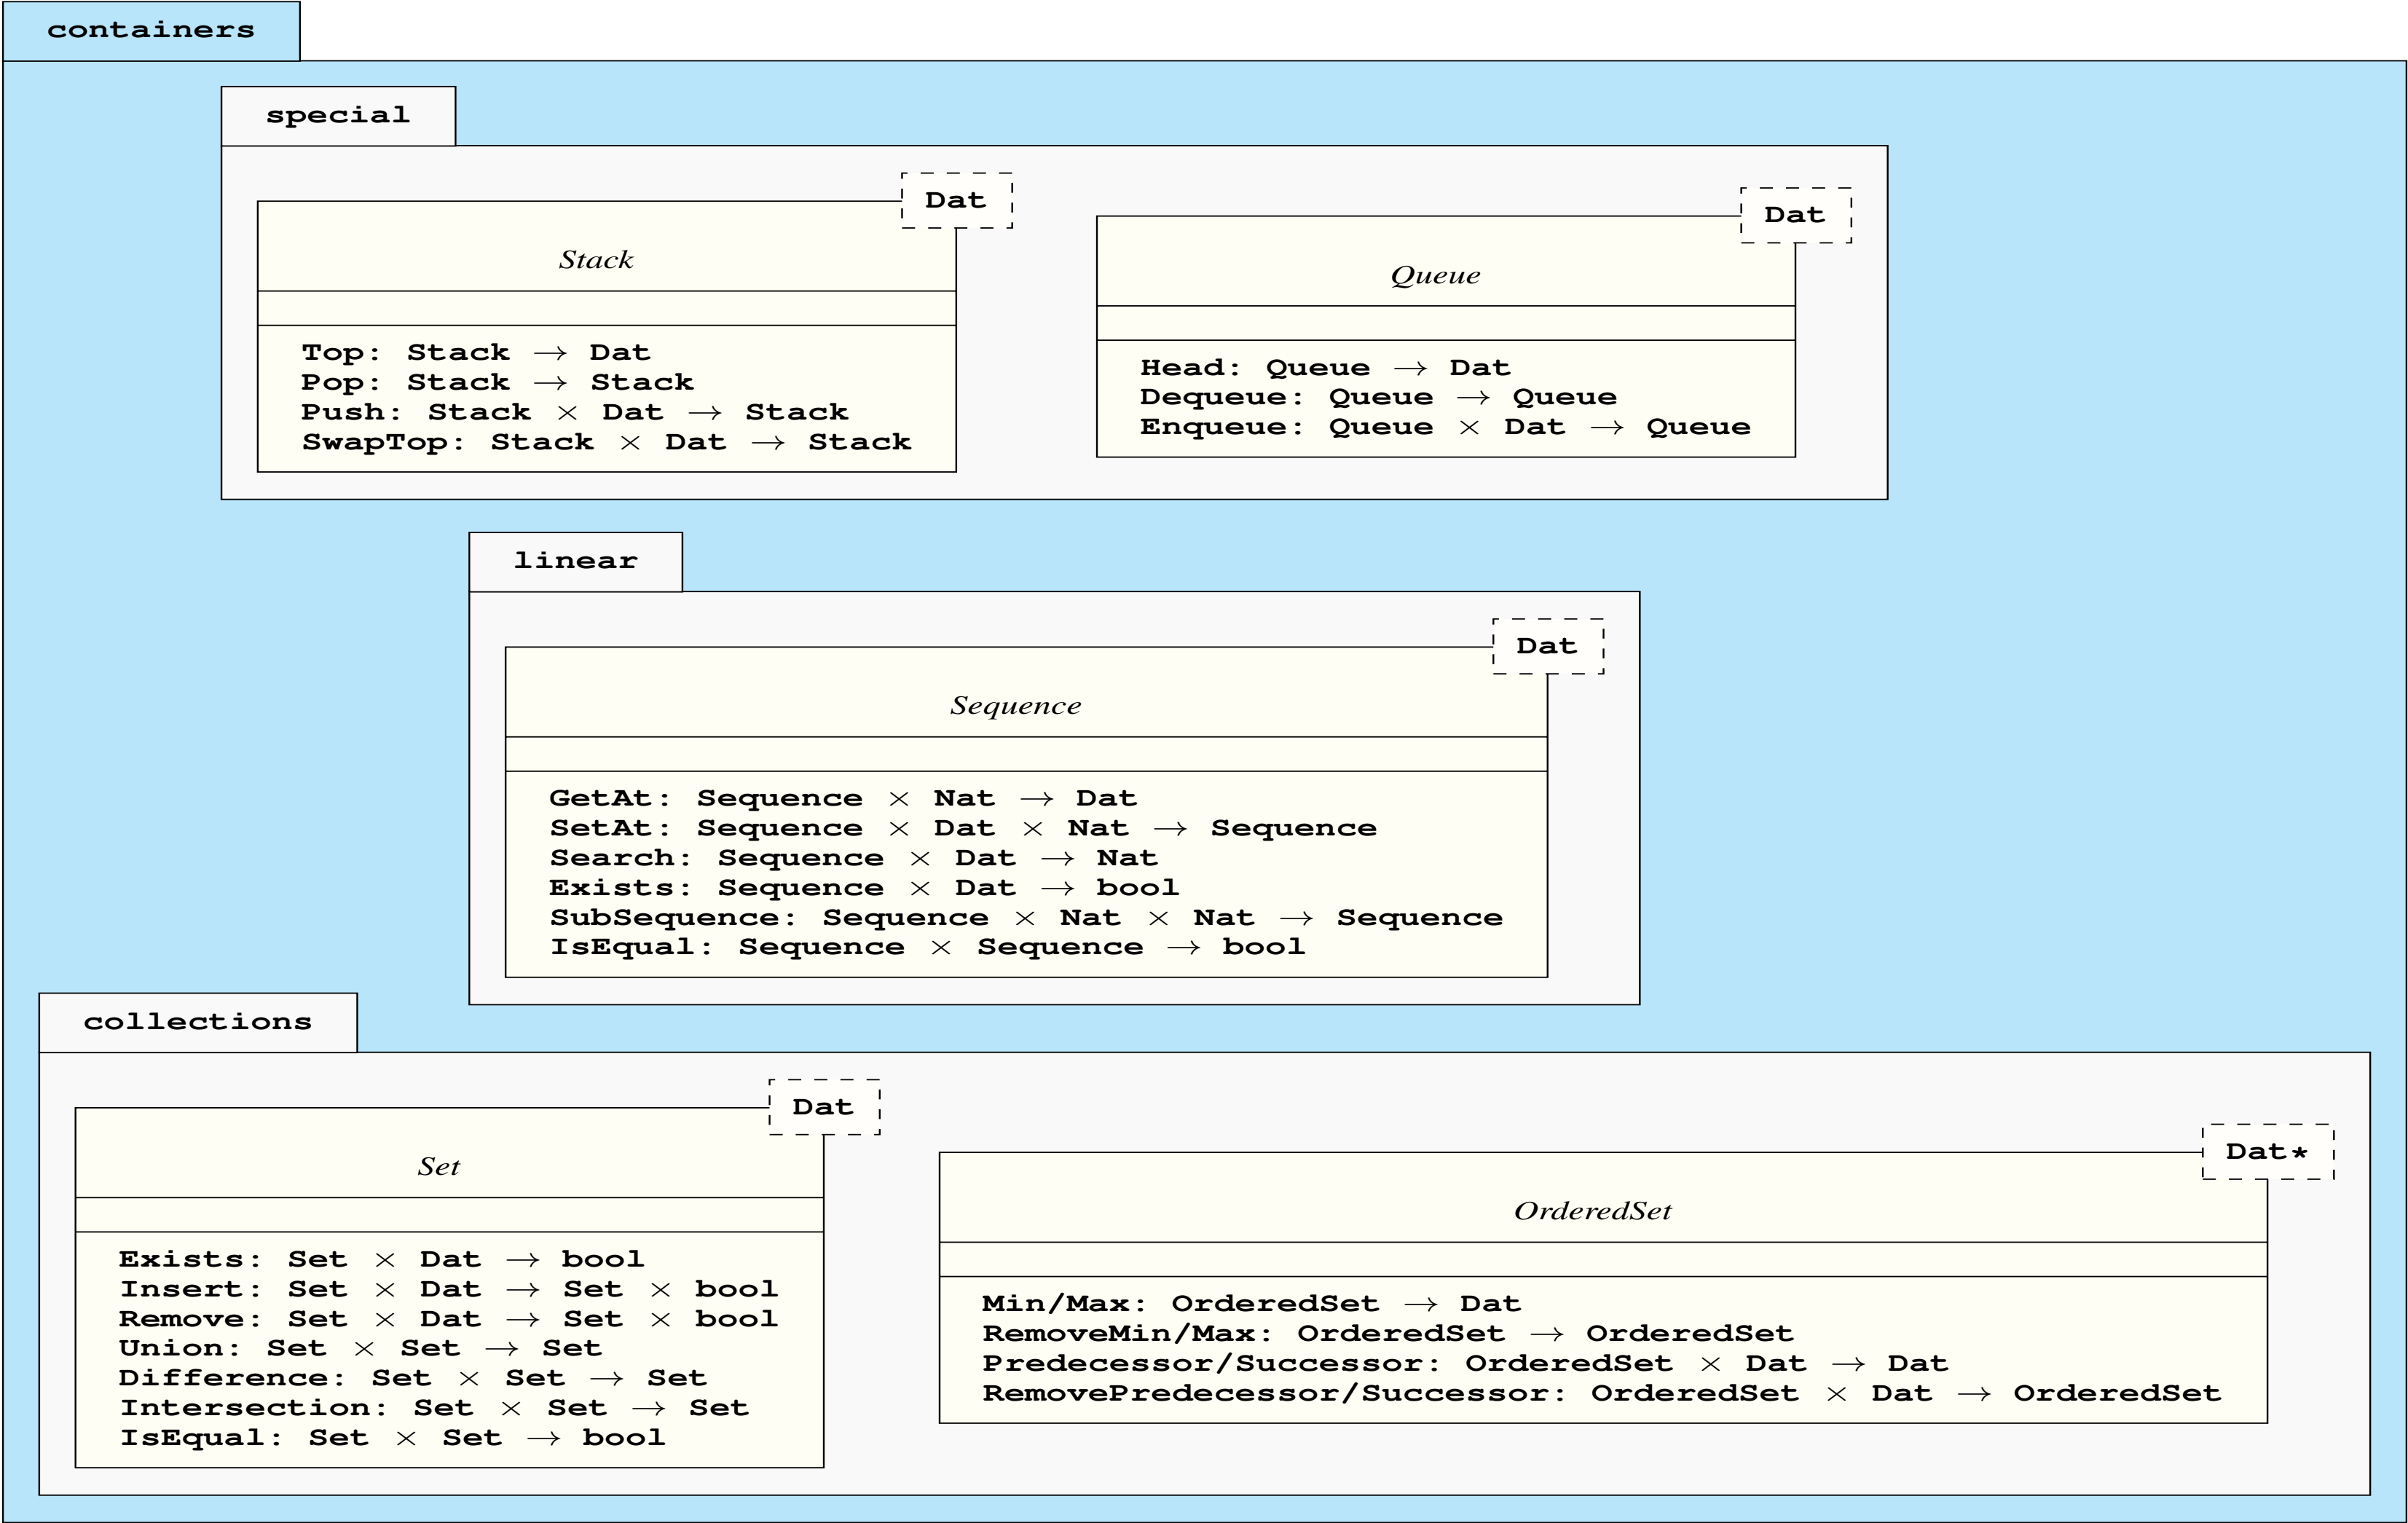 containers
special
Dat
Stack
Top: Stack → Dat
Pop: Stack → Stack
Push: Stack × Dat → Stack
SwapTop: Stack × Dat → Stack
Dat
Queue
Head: Queue → Dat
Dequeue: Queue → Queue
Enqueue: Queue × Dat → Queue
linear
Dat
Sequence
GetAt: Sequence × Nat → Dat
SetAt: Sequence × Dat × Nat → Sequence
Search: Sequence × Dat → Nat
Exists: Sequence × Dat → bool
SubSequence: Sequence × Nat × Nat → Sequence
IsEqual: Sequence × Sequence → bool
collections
Dat
Set
Exists: Set × Dat → bool
Insert: Set × Dat → Set × bool
Remove: Set × Dat → Set × bool
Union: Set × Set → Set
Difference: Set × Set → Set
Intersection: Set × Set → Set
IsEqual: Set × Set → bool
Dat*
OrderedSet
Min/Max: OrderedSet → Dat
RemoveMin/Max: OrderedSet → OrderedSet
Predecessor/Successor: OrderedSet × Dat → Dat
RemovePredecessor/Successor: OrderedSet × Dat → OrderedSet